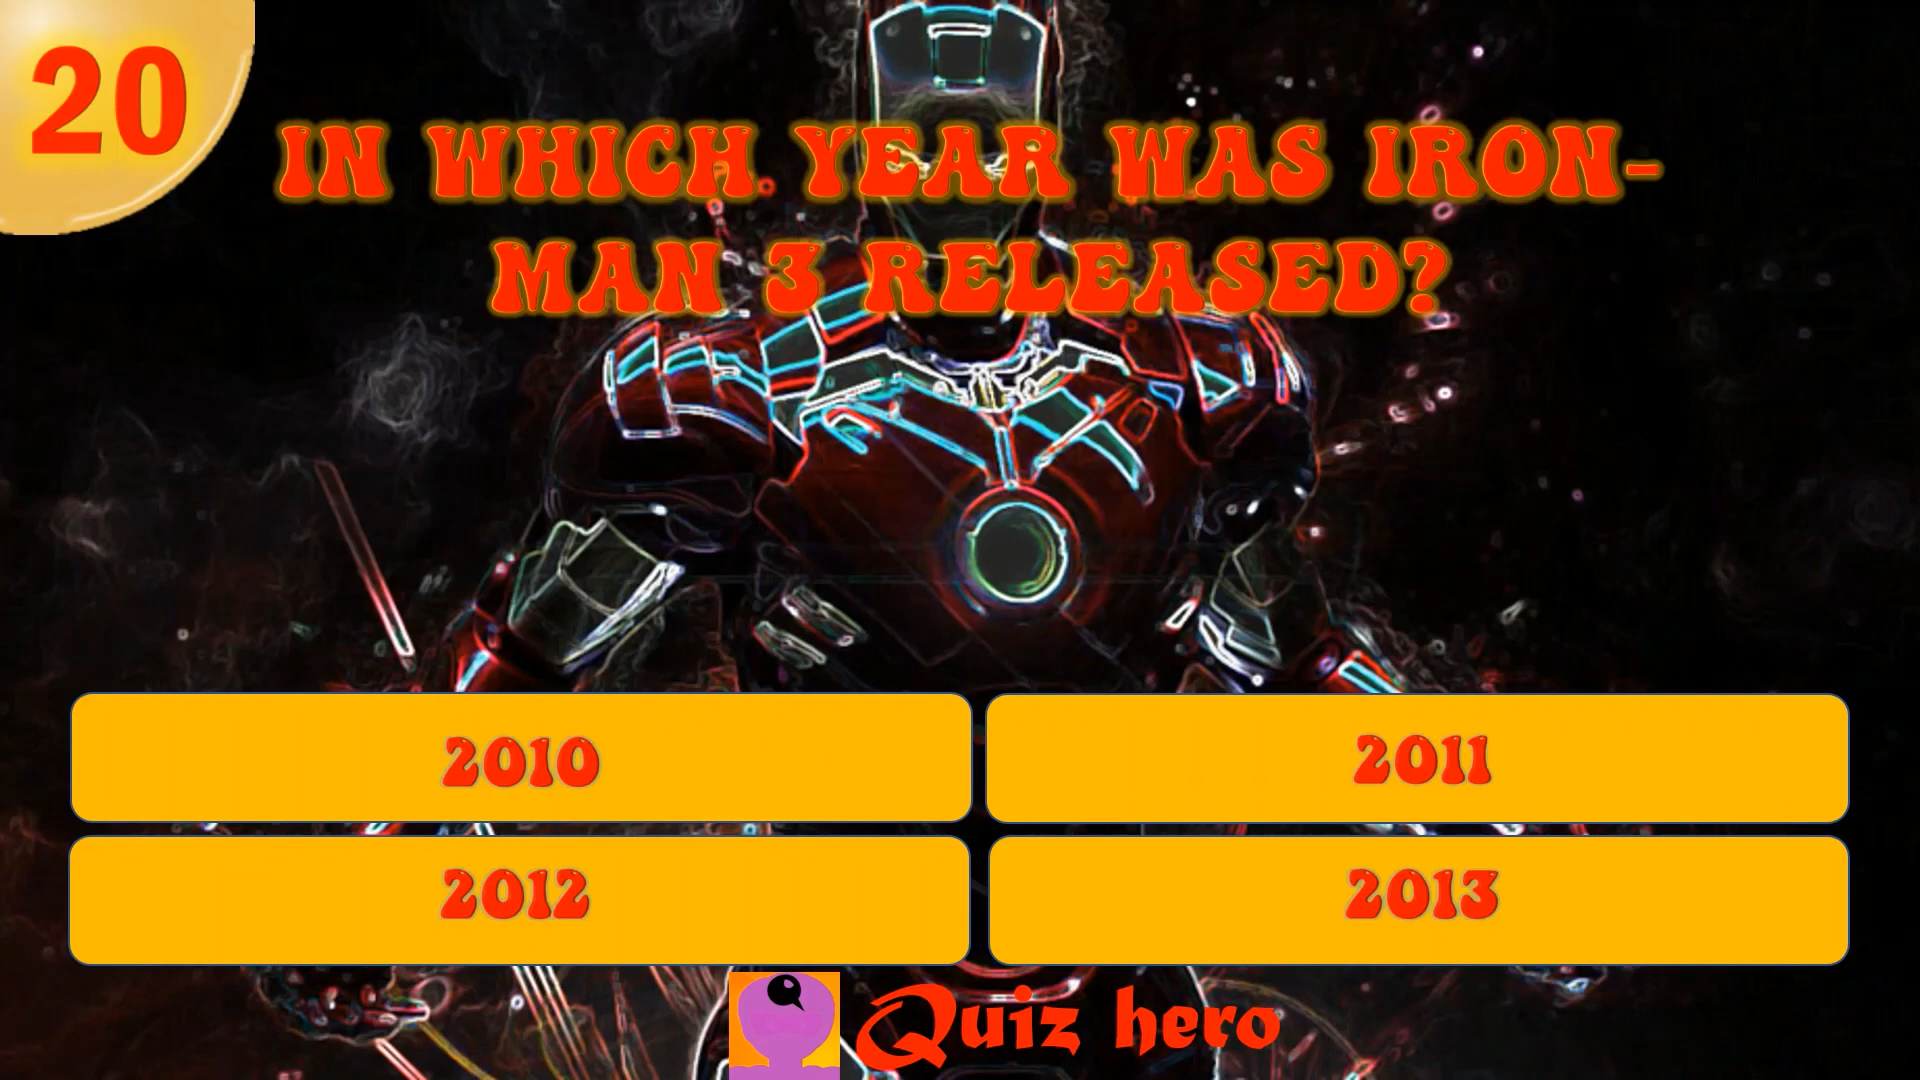 20
IN WHICH YEAR WAS IRON-
MAN 3 RELEASED?
2010
2011
2012
2013
Quiz hero